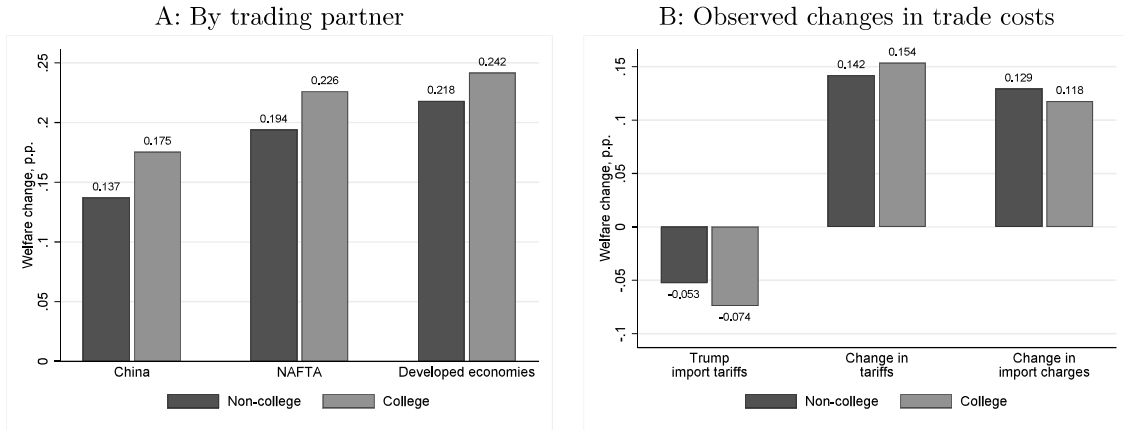 A: By trading partner
Welfare change, p.p.
.25
.2
.15
.1
.05
0
0.137
0.175
0.194
0.226
0.218
0.242
China
NAFTA
Developed economies
Non-college
College
B: Observed changes in trade costs
Welfare change, p.p.
.15
.1
.05
0
-.05
-.1
-0.053
-0.074
0.142
0.154
0.129
0.118
Trump
import tariffs
Change in
tariffs
Change in
import charges
Non-college
College